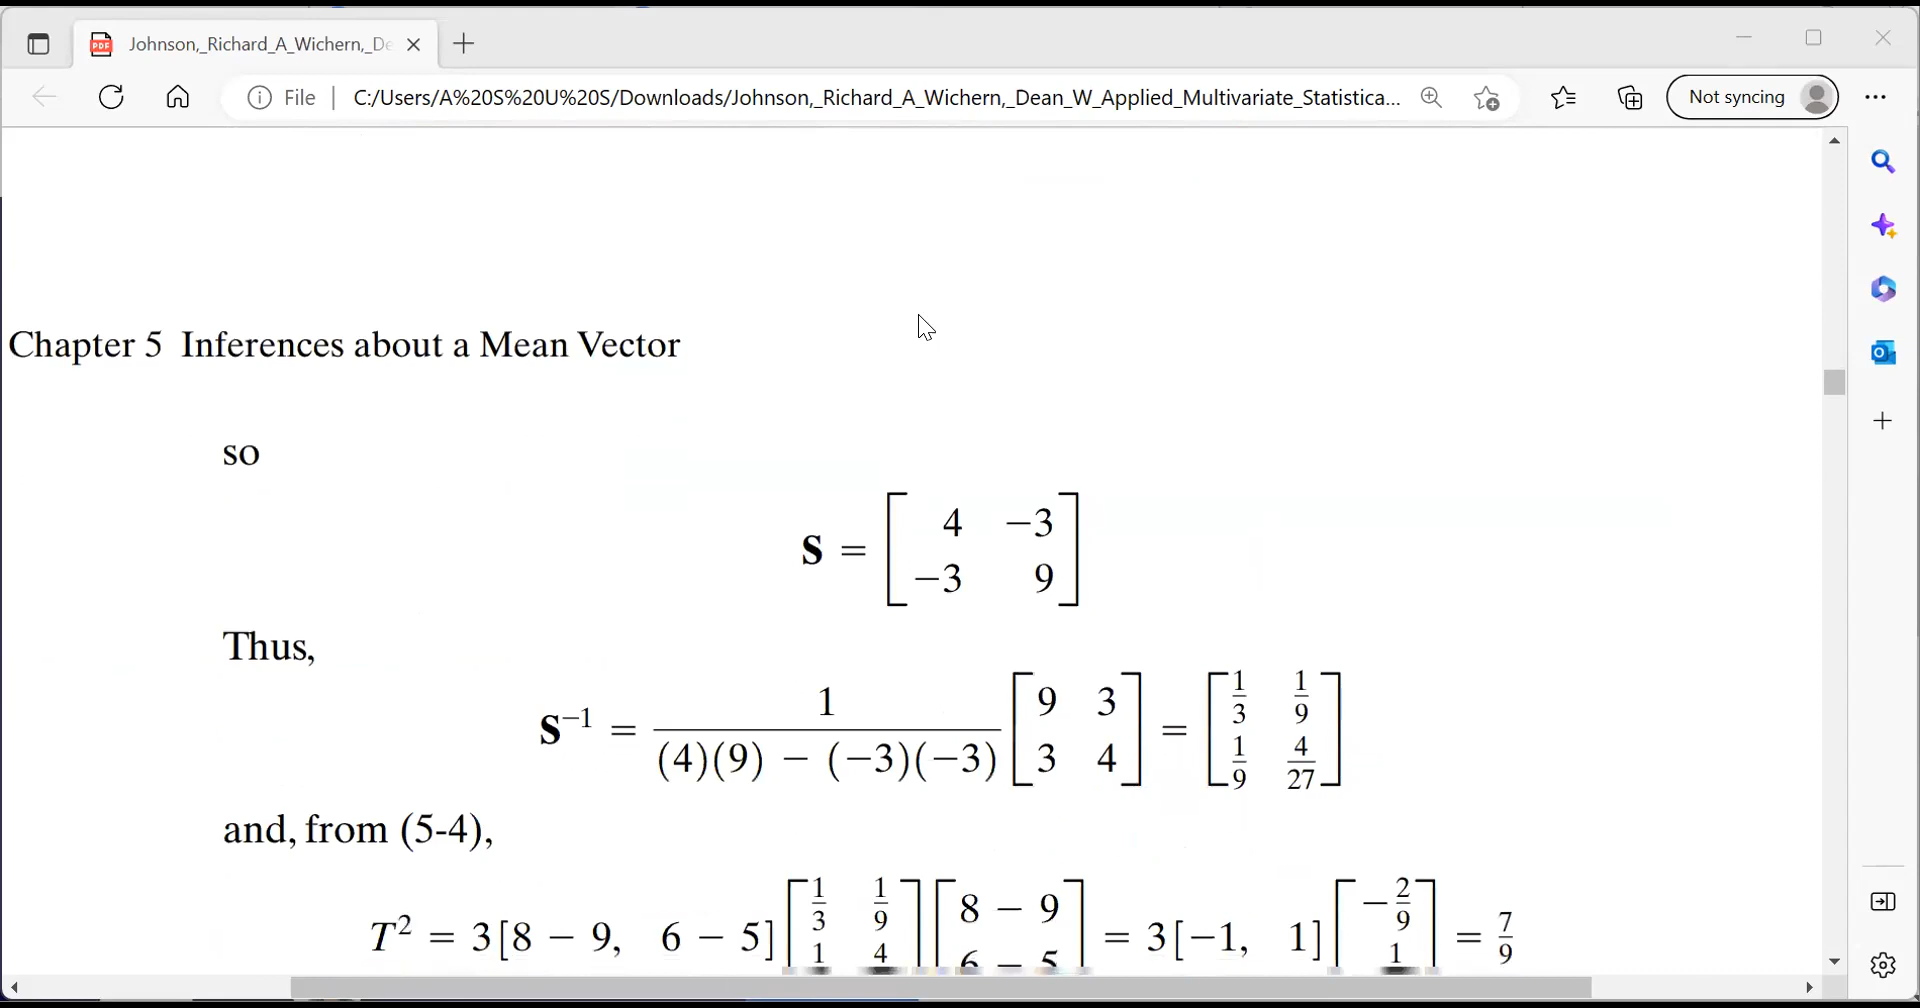 Johnson,_Richard_A_Wichern,_De
File | C:/Users/A%20S%20U%20S/Downloads/Johnson,_Richard_A_Wichern,_Dean_W_Applied_Multivariate_Statistica...
Not syncing
Chapter 5 Inferences about a Mean Vector
so
S = [4 −3; −3 9]
Thus,
S⁻¹ = 1/((4)(9) − (−3)(−3)) [9 3; 3 4] = [1/3 1/9; 1/9 4/27]
and, from (5-4),
T² = 3[8 − 9, 6 − 5] [1/3 1/9; 1 4] [8 − 9; 6 − 5] = 3[−1, 1] [−2/9; 1] = 7/9